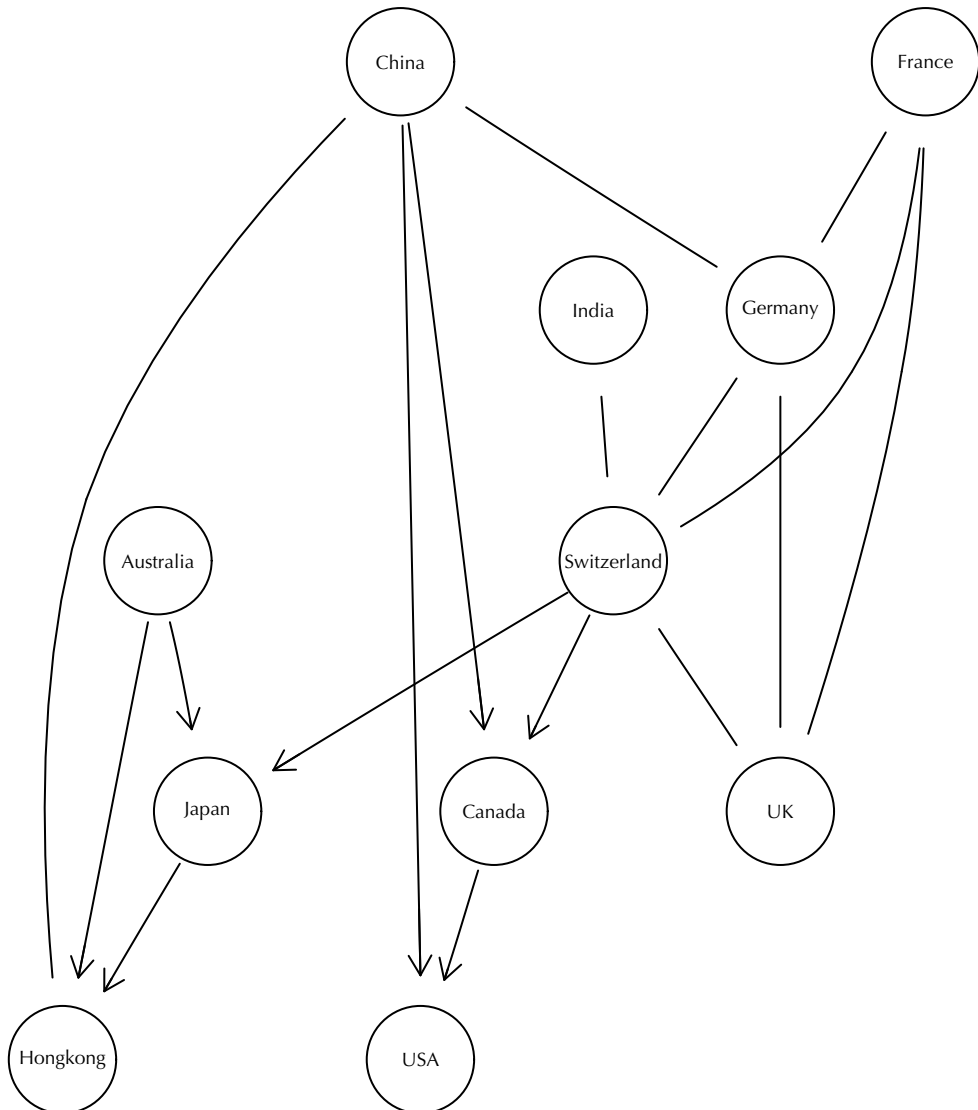 China
France
India
Germany
Australia
Switzerland
Japan
Canada
UK
Hongkong
USA